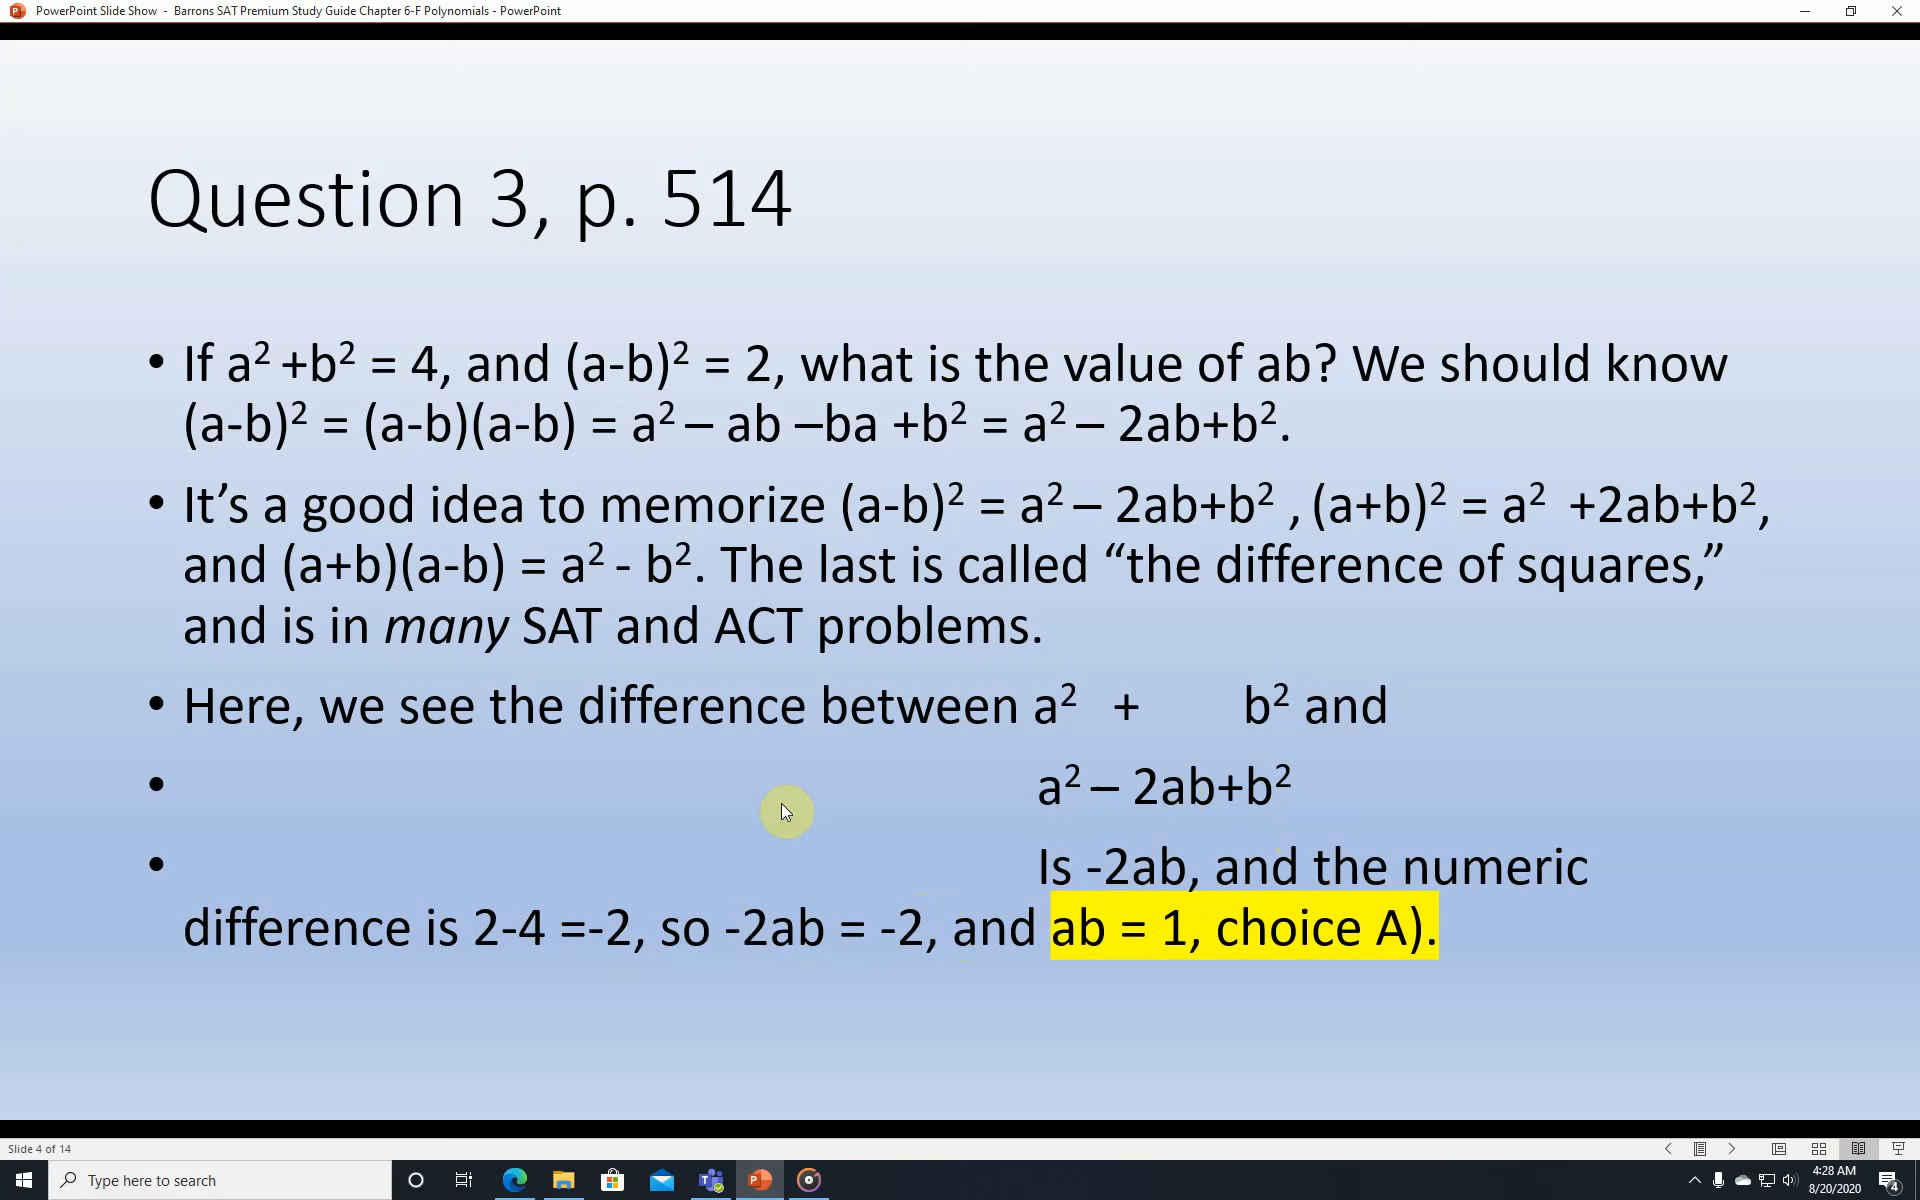 PowerPoint Slide Show - Barrons SAT Premium Study Guide Chapter 6-F Polynomials - PowerPoint
Question 3, p. 514
• If a² +b² = 4, and (a-b)² = 2, what is the value of ab? We should know
(a-b)² = (a-b)(a-b) = a² – ab –ba +b² = a² – 2ab+b².
• It’s a good idea to memorize (a-b)² = a² – 2ab+b² , (a+b)² = a² +2ab+b²,
and (a+b)(a-b) = a² - b². The last is called “the difference of squares,”
and is in many SAT and ACT problems.
• Here, we see the difference between a² + b² and
• a² – 2ab+b²
• Is -2ab, and the numeric
difference is 2-4 =-2, so -2ab = -2, and ab = 1, choice A).
Slide 4 of 14
Type here to search
4:28 AM
8/20/2020
4